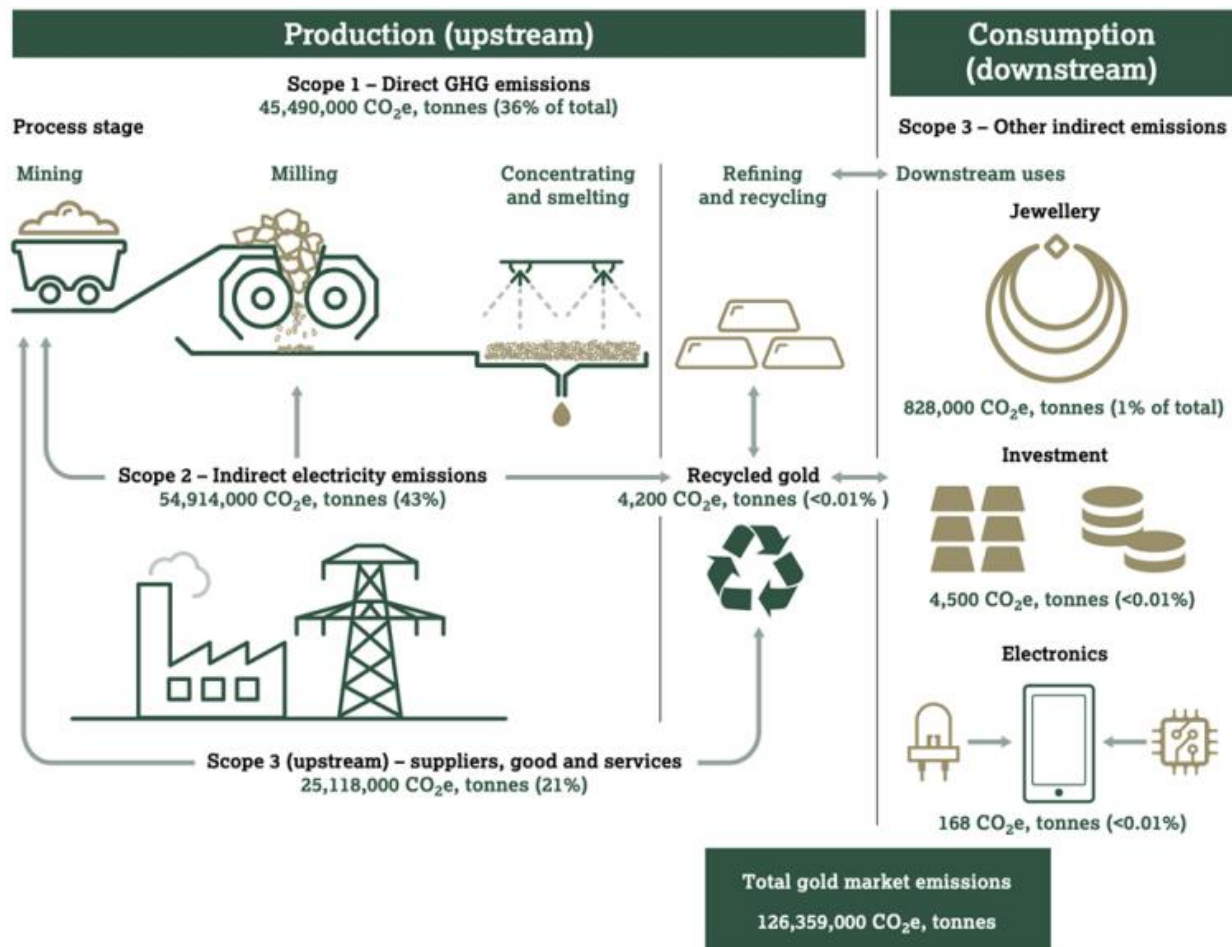 Production (upstream)
Consumption
(downstream)
Scope 1 – Direct GHG emissions
45,490,000 CO₂e, tonnes (36% of total)
Process stage
Scope 3 – Other indirect emissions
Mining
Milling
Concentrating
and smelting
Refining
and recycling
Downstream uses
Jewellery
828,000 CO₂e, tonnes (1% of total)
Scope 2 – Indirect electricity emissions
54,914,000 CO₂e, tonnes (43%)
Recycled gold
4,200 CO₂e, tonnes (<0.01% )
Investment
4,500 CO₂e, tonnes (<0.01%)
Electronics
168 CO₂e, tonnes (<0.01%)
Scope 3 (upstream) – suppliers, good and services
25,118,000 CO₂e, tonnes (21%)
Total gold market emissions
126,359,000 CO₂e, tonnes